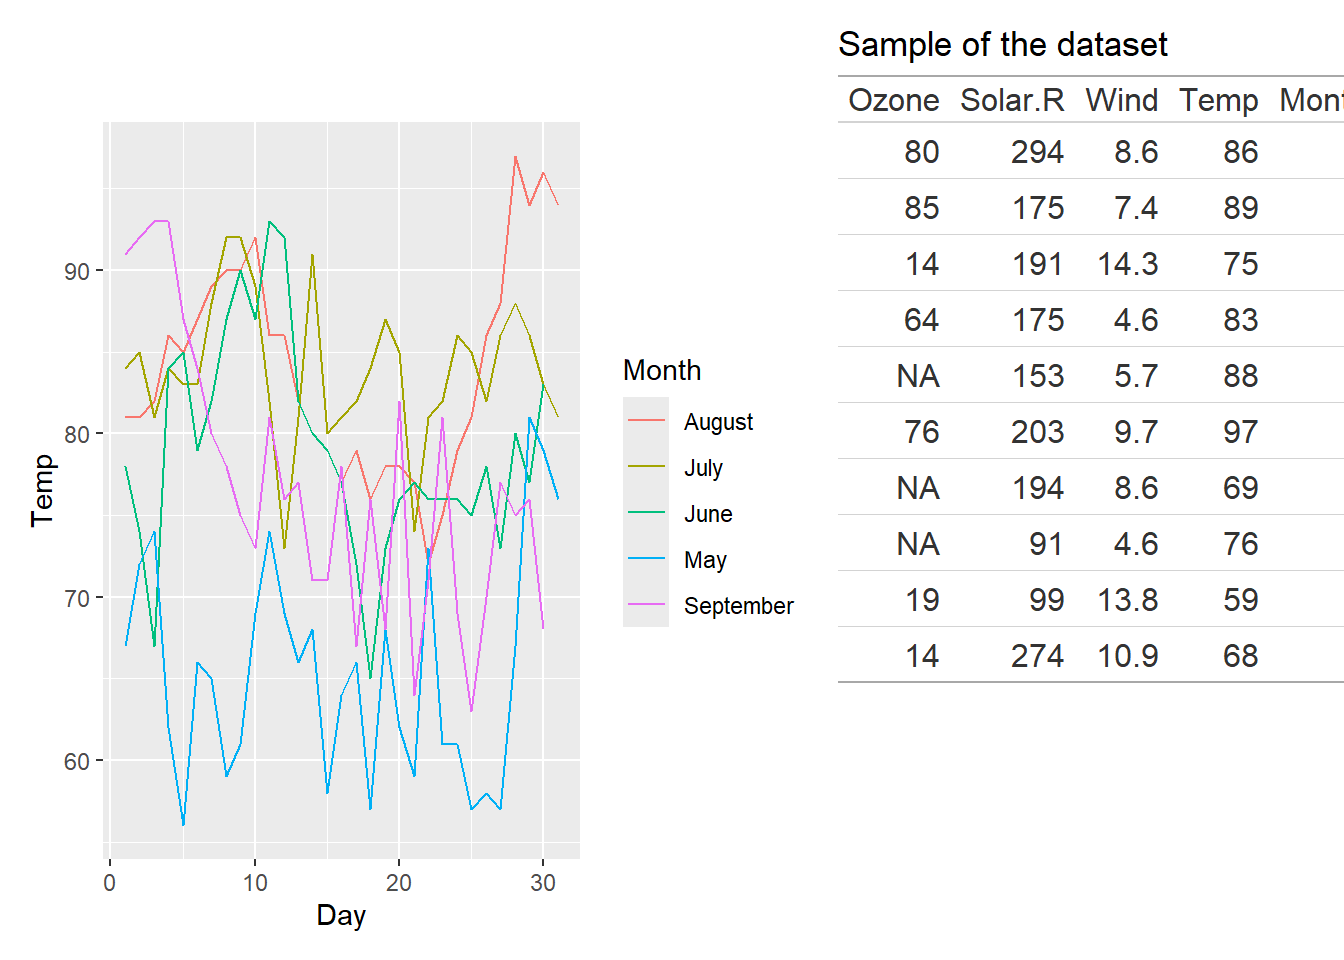 90
80
70
60
Temp
0 10 20 30
Day
Month
August
July
June
May
September
Sample of the dataset
Ozone Solar.R Wind Temp Mont
80 294 8.6 86
85 175 7.4 89
14 191 14.3 75
64 175 4.6 83
NA 153 5.7 88
76 203 9.7 97
NA 194 8.6 69
NA 91 4.6 76
19 99 13.8 59
14 274 10.9 68